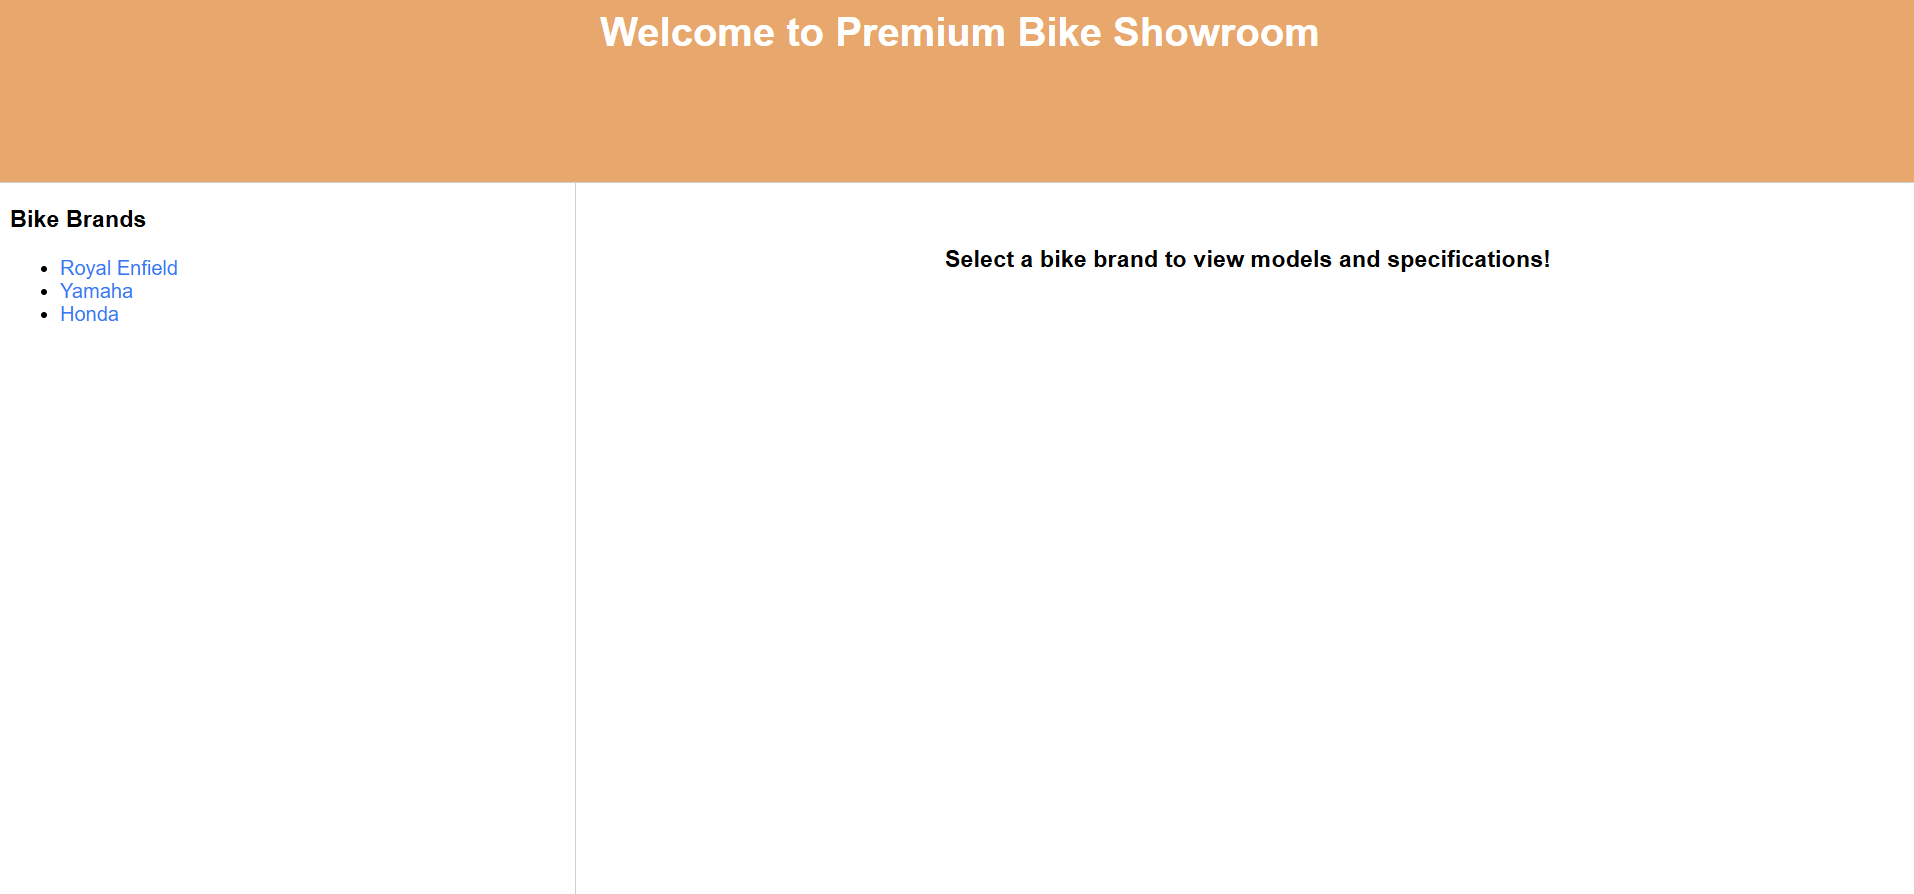 Welcome to Premium Bike Showroom
Bike Brands
Royal Enfield
Yamaha
Honda
Select a bike brand to view models and specifications!